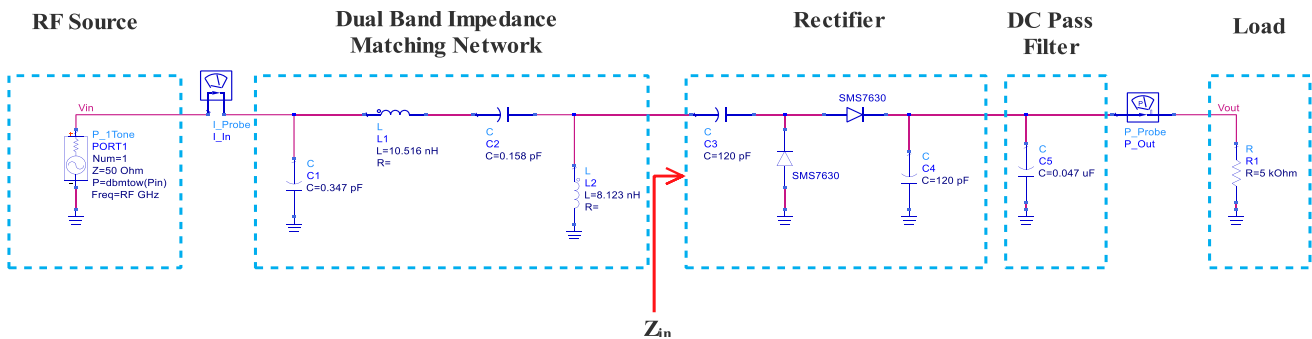 RF Source
Dual Band Impedance
Matching Network
Rectifier
DC Pass
Filter
Load
Vin
P_1Tone
PORT1
Num=1
Z=50 Ohm
P=dbmtow(Pin)
Freq=RF GHz
I_Probe
I_In
C
C1
C=0.347 pF
L
L1
L=10.516 nH
R=
C
C2
C=0.158 pF
L
L2
L=8.123 nH
R=
C
C3
C=120 pF
SMS7630
SMS7630
C
C4
C=120 pF
C
C5
C=0.047 uF
P
P_Probe
P_Out
Vout
R
R1
R=5 kOhm
Zin